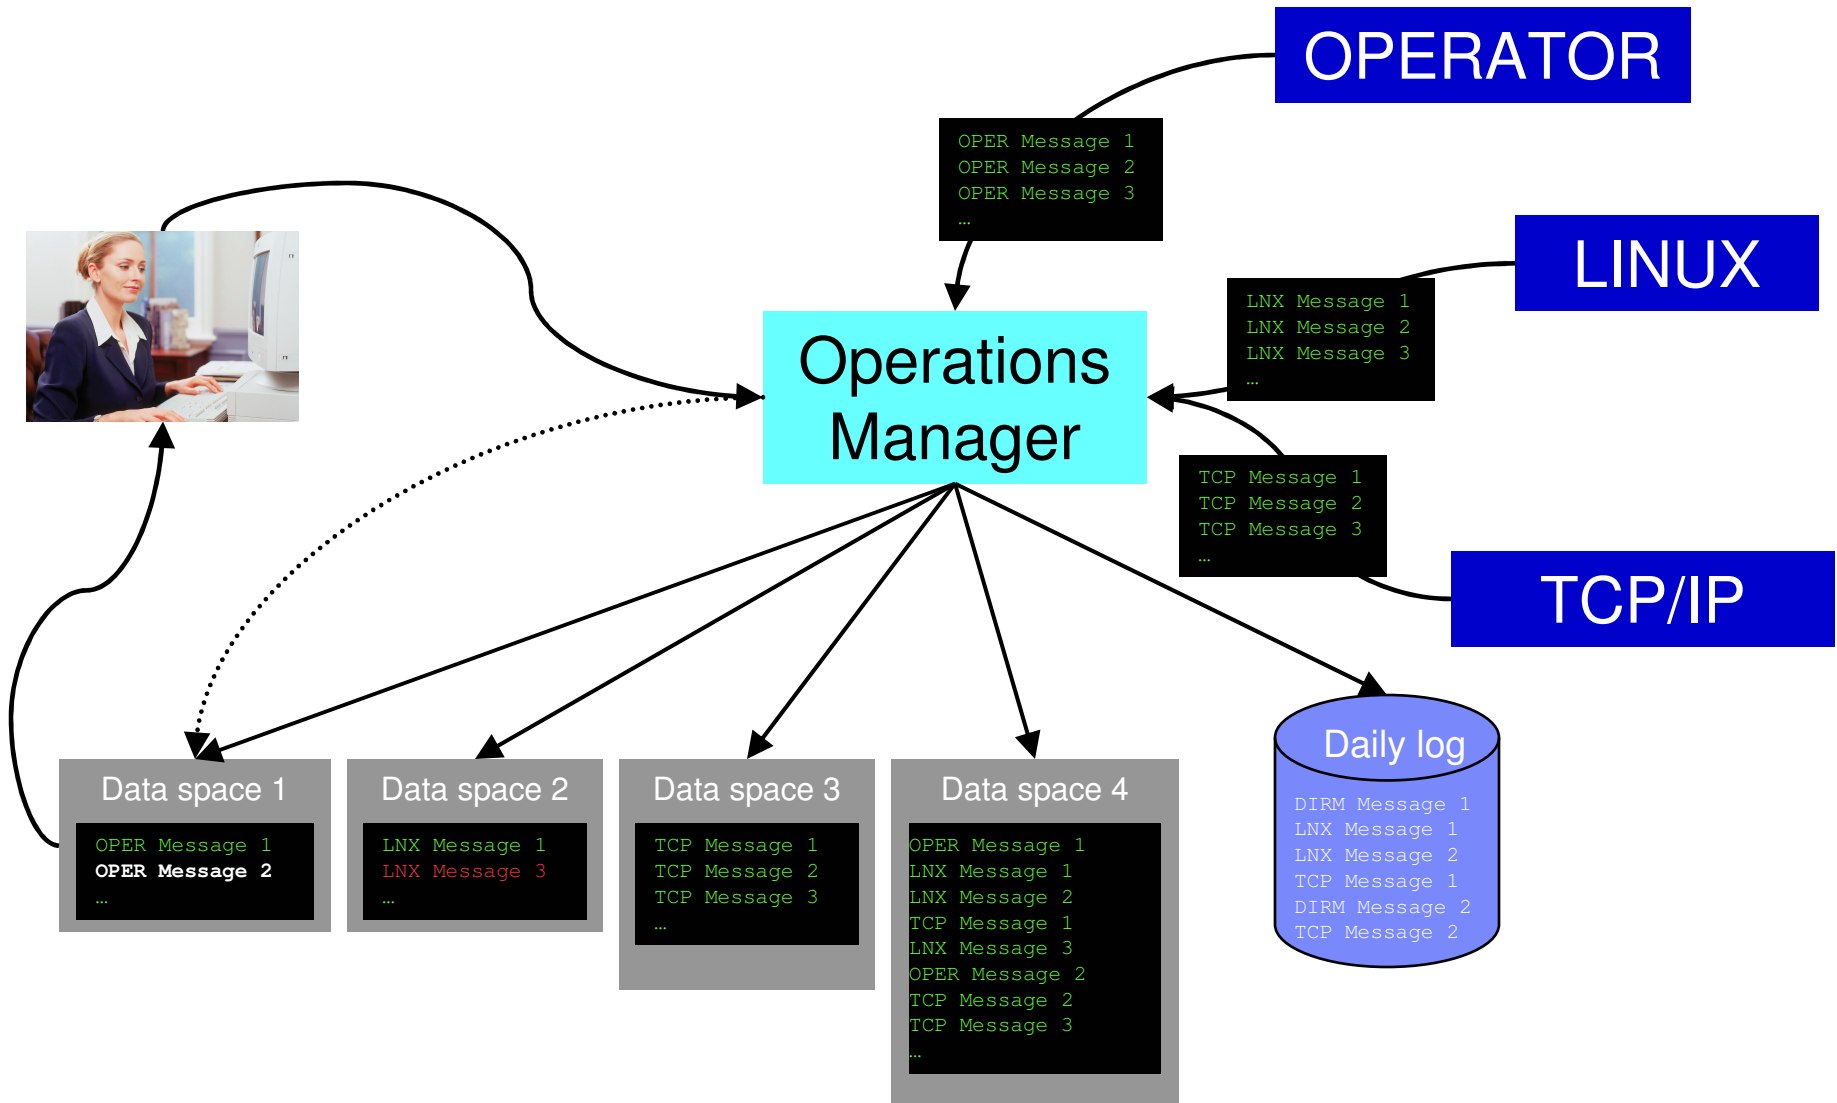 OPERATOR
OPER Message 1
OPER Message 2
OPER Message 3
…
LINUX
LNX Message 1
LNX Message 2
LNX Message 3
…
Operations
Manager
TCP Message 1
TCP Message 2
TCP Message 3
…
TCP/IP
Data space 1
OPER Message 1
OPER Message 2
…
Data space 2
LNX Message 1
LNX Message 3
…
Data space 3
TCP Message 1
TCP Message 2
TCP Message 3
…
Data space 4
OPER Message 1
LNX Message 1
LNX Message 2
TCP Message 1
LNX Message 3
OPER Message 2
TCP Message 2
TCP Message 3
…
Daily log
DIRM Message 1
LNX Message 1
LNX Message 2
TCP Message 1
DIRM Message 2
TCP Message 2